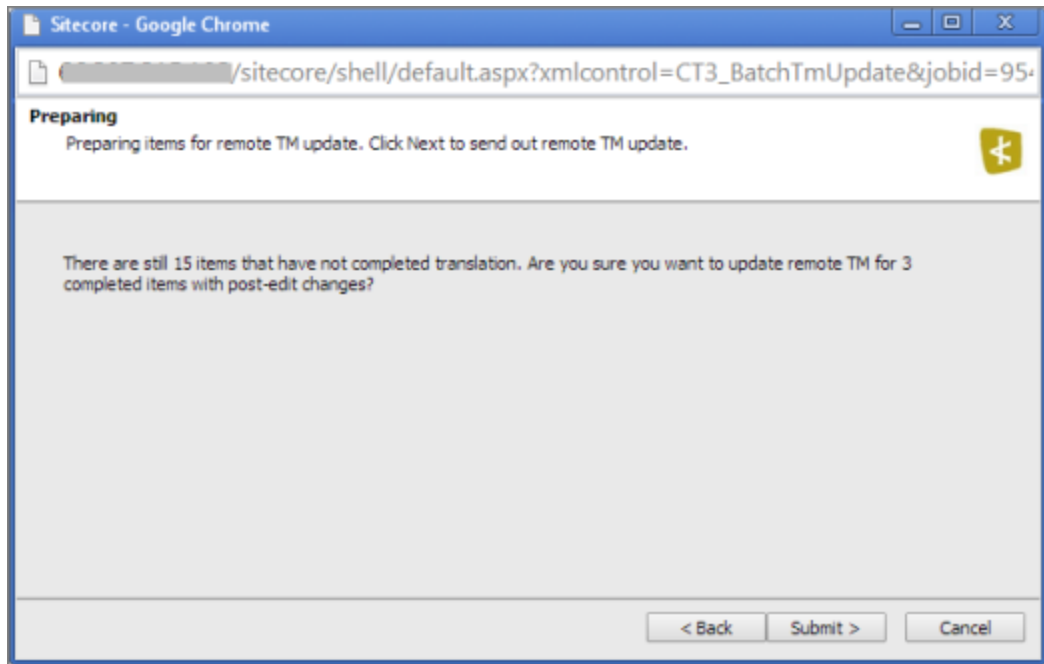 Sitecore - Google Chrome
/sitecore/shell/default.aspx?xmlcontrol=CT3_BatchTmUpdate&jobid=95
Preparing
Preparing items for remote TM update. Click Next to send out remote TM update.
There are still 15 items that have not completed translation. Are you sure you want to update remote TM for 3
completed items with post-edit changes?
< Back
Submit >
Cancel